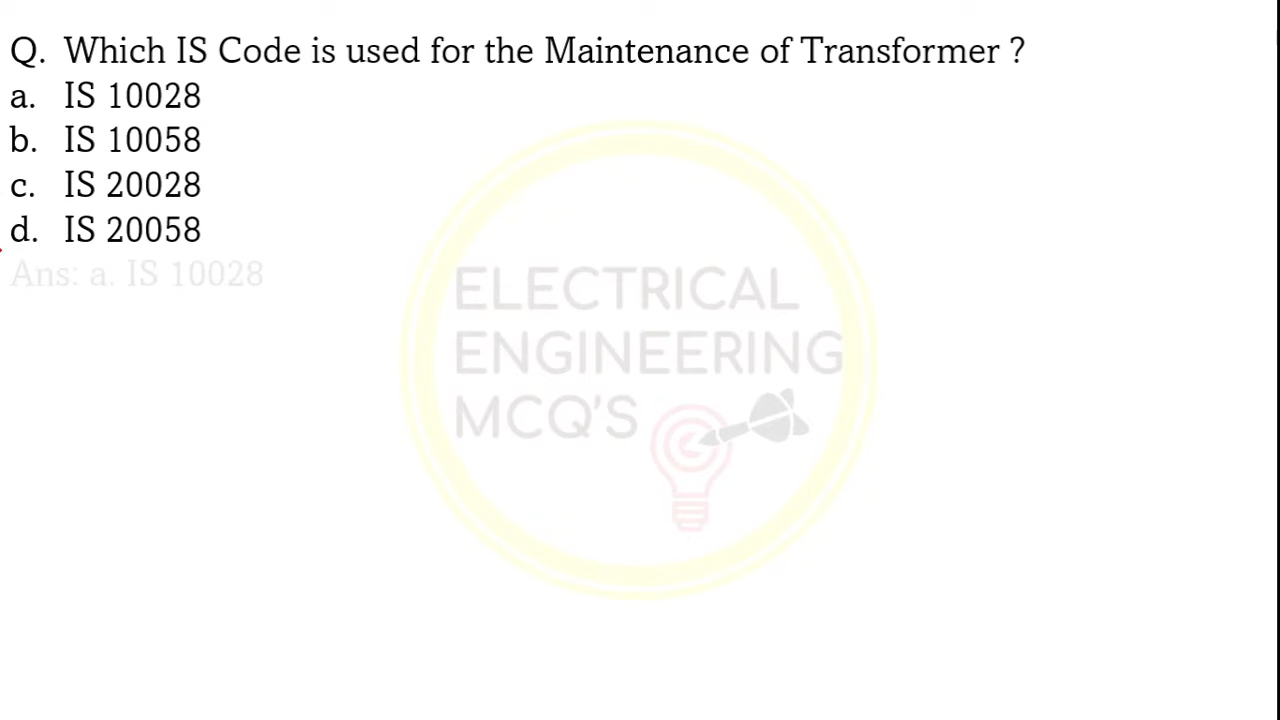 Q. Which IS Code is used for the Maintenance of Transformer ?
a. IS 10028
b. IS 10058
c. IS 20028
d. IS 20058
Ans: a. IS 10028
ELECTRICAL
ENGINEERING
MCQ'S